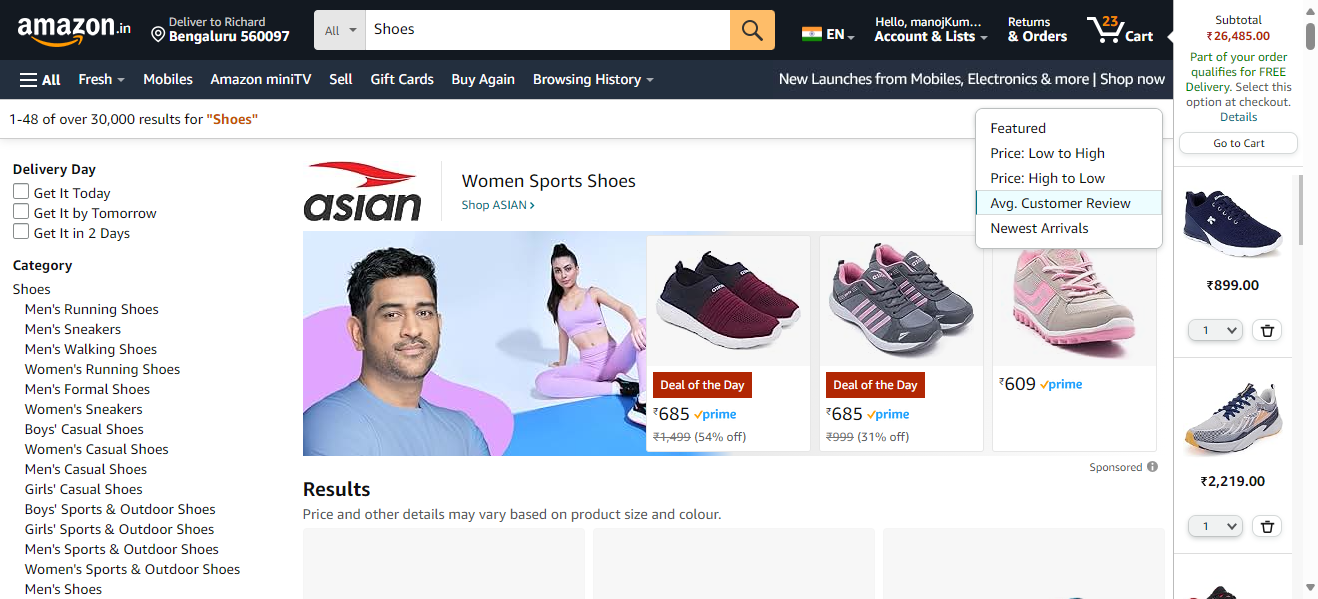 amazon.in
Deliver to Richard
Bengaluru 560097
All
Shoes
EN
Hello, manojKum...
Account & Lists
Returns
& Orders
23
Cart
All
Fresh
Mobiles
Amazon miniTV
Sell
Gift Cards
Buy Again
Browsing History
New Launches from Mobiles, Electronics & more | Shop now
Subtotal
₹26,485.00
Part of your order
qualifies for FREE
Delivery. Select this
option at checkout.
Details
Go to Cart
1-48 of over 30,000 results for "Shoes"
Featured
Price: Low to High
Price: High to Low
Avg. Customer Review
Newest Arrivals
Delivery Day
Get It Today
Get It by Tomorrow
Get It in 2 Days
Category
Shoes
Men's Running Shoes
Men's Sneakers
Men's Walking Shoes
Women's Running Shoes
Men's Formal Shoes
Women's Sneakers
Boys' Casual Shoes
Women's Casual Shoes
Men's Casual Shoes
Girls' Casual Shoes
Boys' Sports & Outdoor Shoes
Girls' Sports & Outdoor Shoes
Men's Sports & Outdoor Shoes
Women's Sports & Outdoor Shoes
Men's Shoes
asian
Women Sports Shoes
Shop ASIAN ›
Deal of the Day
₹685 prime
₹1,499 (54% off)
Deal of the Day
₹685 prime
₹999 (31% off)
₹609 prime
Sponsored
Results
Price and other details may vary based on product size and colour.
₹899.00
1
₹2,219.00
1